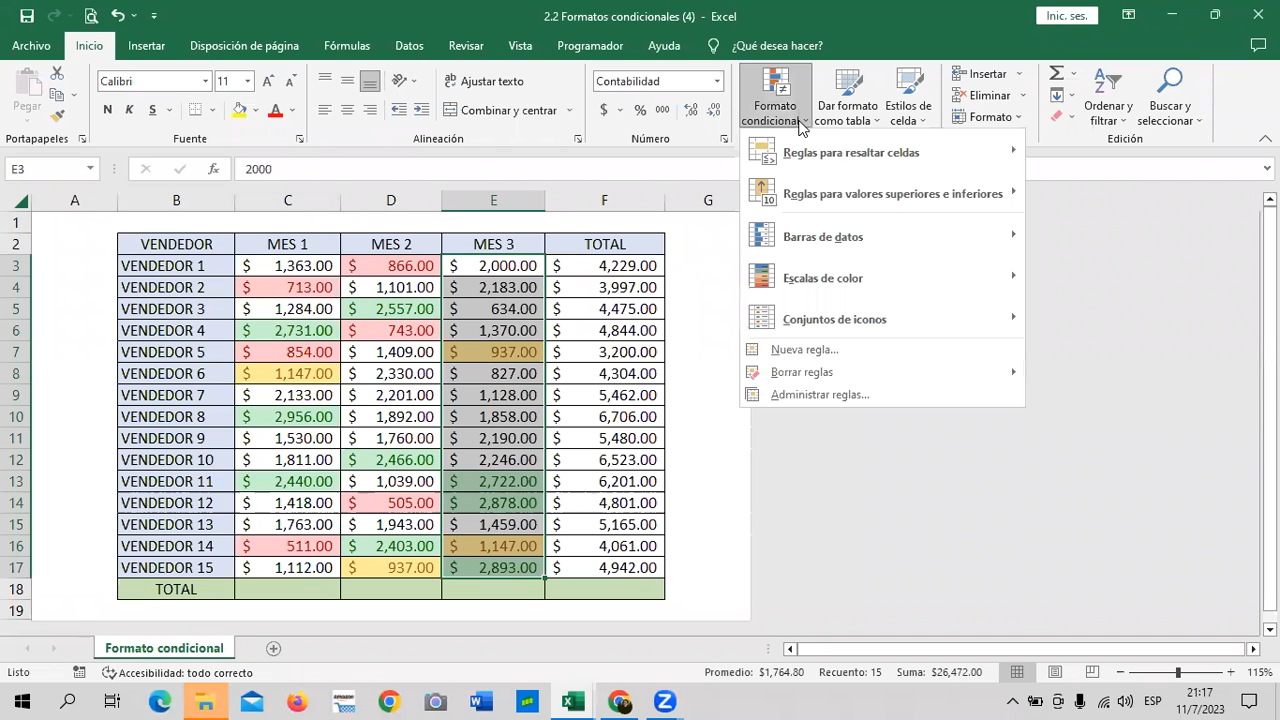 2.2 Formatos condicionales (4) - Excel
Inic. ses.
Archivo Inicio Insertar Disposición de página Fórmulas Datos Revisar Vista Programador Ayuda ¿Qué desea hacer?
Pegar
Calibri 11
N K S
Ajustar texto
Combinar y centrar
Contabilidad
$ % 000
Formato condicional
Dar formato como tabla
Estilos de celda
Insertar
Eliminar
Formato
Ordenar y filtrar
Buscar y seleccionar
Portapapeles Fuente Alineación Número Edición
E3 fx 2000
Reglas para resaltar celdas
Reglas para valores superiores e inferiores
Barras de datos
Escalas de color
Conjuntos de iconos
Nueva regla...
Borrar reglas
Administrar reglas...
A B C D E F G
1
2 VENDEDOR MES 1 MES 2 MES 3 TOTAL
3 VENDEDOR 1 $ 1,363.00 $ 866.00 $ 2,000.00 $ 4,229.00
4 VENDEDOR 2 $ 713.00 $ 1,101.00 $ 2,183.00 $ 3,997.00
5 VENDEDOR 3 $ 1,284.00 $ 2,557.00 $ 634.00 $ 4,475.00
6 VENDEDOR 4 $ 2,731.00 $ 743.00 $ 1,370.00 $ 4,844.00
7 VENDEDOR 5 $ 854.00 $ 1,409.00 $ 937.00 $ 3,200.00
8 VENDEDOR 6 $ 1,147.00 $ 2,330.00 $ 827.00 $ 4,304.00
9 VENDEDOR 7 $ 2,133.00 $ 2,201.00 $ 1,128.00 $ 5,462.00
10 VENDEDOR 8 $ 2,956.00 $ 1,892.00 $ 1,858.00 $ 6,706.00
11 VENDEDOR 9 $ 1,530.00 $ 1,760.00 $ 2,190.00 $ 5,480.00
12 VENDEDOR 10 $ 1,811.00 $ 2,466.00 $ 2,246.00 $ 6,523.00
13 VENDEDOR 11 $ 2,440.00 $ 1,039.00 $ 2,722.00 $ 6,201.00
14 VENDEDOR 12 $ 1,418.00 $ 505.00 $ 2,878.00 $ 4,801.00
15 VENDEDOR 13 $ 1,763.00 $ 1,943.00 $ 1,459.00 $ 5,165.00
16 VENDEDOR 14 $ 511.00 $ 2,403.00 $ 1,147.00 $ 4,061.00
17 VENDEDOR 15 $ 1,112.00 $ 937.00 $ 2,893.00 $ 4,942.00
18 TOTAL
19
Formato condicional
Listo Accesibilidad: todo correcto Promedio: $1,764.80 Recuento: 15 Suma: $26,472.00 115%
ESP
21:17
11/7/2023